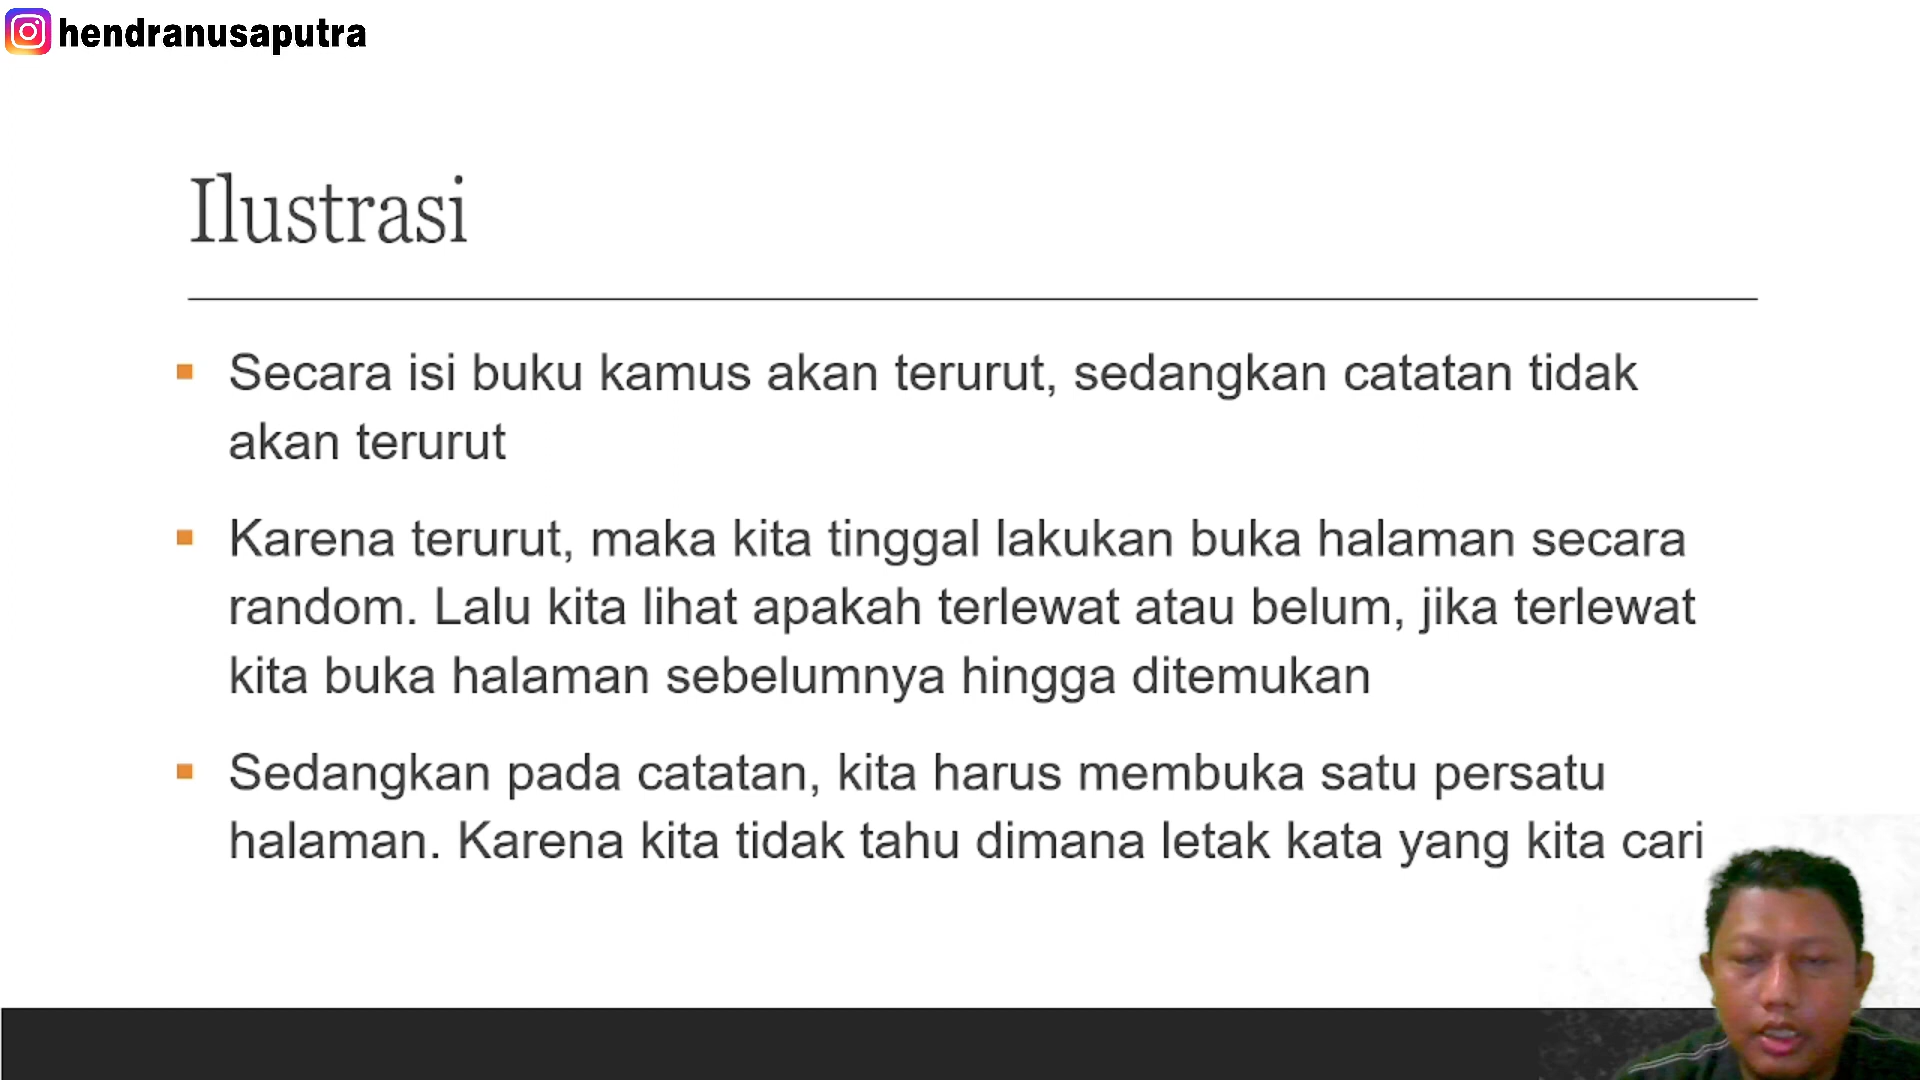 hendranusaputra
Ilustrasi
Secara isi buku kamus akan terurut, sedangkan catatan tidak
akan terurut
Karena terurut, maka kita tinggal lakukan buka halaman secara
random. Lalu kita lihat apakah terlewat atau belum, jika terlewat
kita buka halaman sebelumnya hingga ditemukan
Sedangkan pada catatan, kita harus membuka satu persatu
halaman. Karena kita tidak tahu dimana letak kata yang kita cari